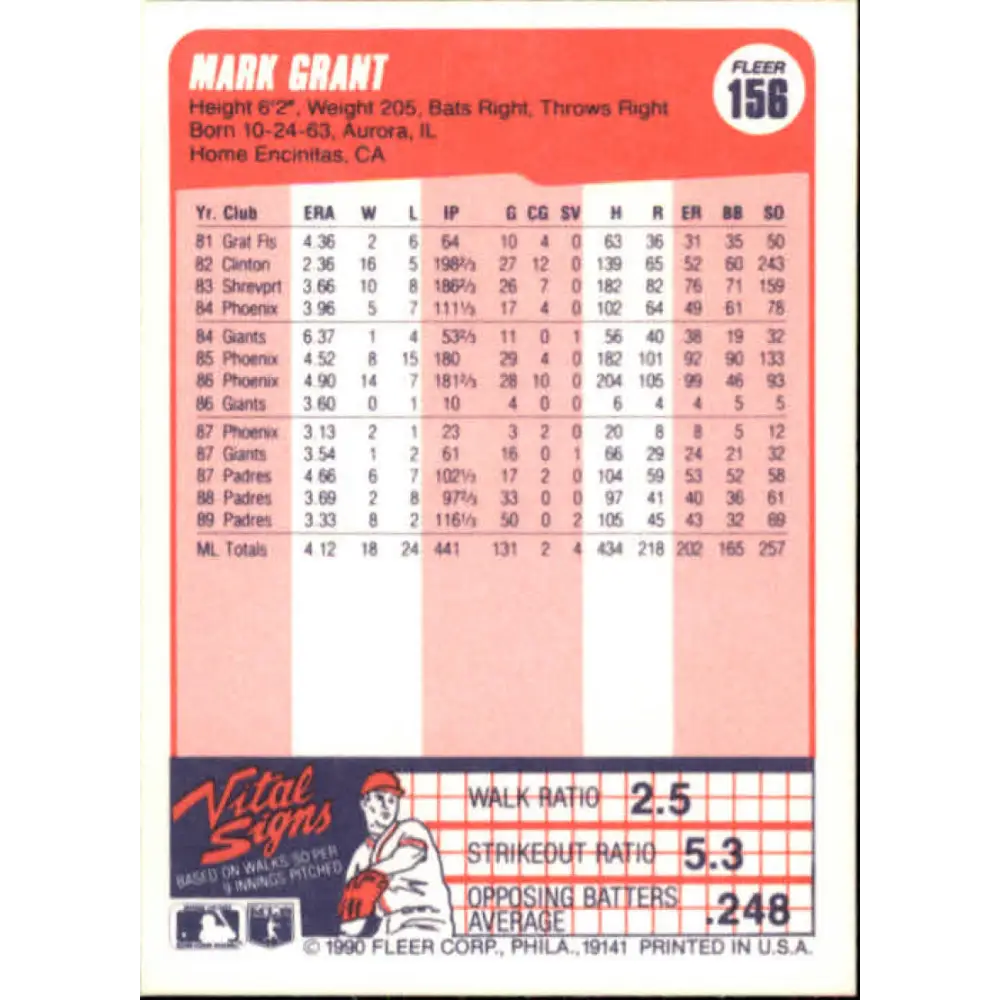 MARK GRANT
FLEER
156
Height 6'2", Weight 205, Bats Right, Throws Right
Born 10-24-63, Aurora, IL
Home Encinitas, CA
Yr. Club ERA W L IP G CG SV H R ER BB SO
81 Grat Fls 4.36 2 6 64 10 4 0 63 36 31 35 50
82 Clinton 2.36 16 5 198⅔ 27 12 0 139 65 52 60 243
83 Shrevprt 3.66 10 8 186⅔ 26 7 0 182 82 76 71 159
84 Phoenix 3.96 5 7 111⅓ 17 4 0 102 64 49 61 78
84 Giants 6.37 1 4 53⅔ 11 0 1 56 40 38 19 32
85 Phoenix 4.52 8 15 180 29 4 0 182 101 92 90 133
86 Phoenix 4.90 14 7 181⅔ 28 10 0 204 105 99 46 93
86 Giants 3.60 0 1 10 4 0 0 6 4 4 5 5
87 Phoenix 3.13 2 1 23 3 2 0 20 8 8 5 12
87 Giants 3.54 1 2 61 16 0 1 66 29 24 21 32
87 Padres 4.66 6 7 102⅓ 17 2 0 104 59 53 52 58
88 Padres 3.69 2 8 97⅔ 33 0 0 97 41 40 36 61
89 Padres 3.33 8 2 116⅓ 50 0 2 105 45 43 32 69
ML Totals 4.12 18 24 441 131 2 4 434 218 202 165 257
Vital
Signs
BASED ON WALKS, SO PER
9 INNINGS PITCHED
WALK RATIO 2.5
STRIKEOUT RATIO 5.3
OPPOSING BATTERS
AVERAGE .248
© 1990 FLEER CORP., PHILA., 19141 PRINTED IN U.S.A.